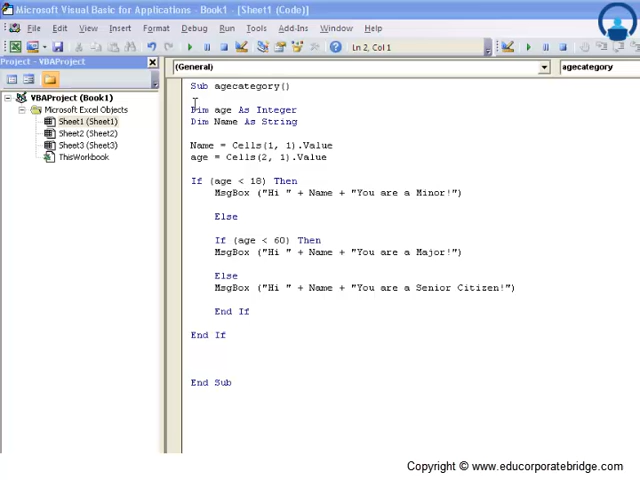 Microsoft Visual Basic for Applications - Book1 - [Sheet1 (Code)]
File Edit View Insert Format Debug Run Tools Add-Ins Window Help
Ln 2, Col 1
Project - VBAProject
(General)
agecategory
VBAProject (Book1)
Microsoft Excel Objects
Sheet1 (Sheet1)
Sheet2 (Sheet2)
Sheet3 (Sheet3)
ThisWorkbook
Sub agecategory()
Dim age As Integer
Dim Name As String
Name = Cells(1, 1).Value
age = Cells(2, 1).Value
If (age < 18) Then
MsgBox ("Hi " + Name + "You are a Minor!")
Else
If (age < 60) Then
MsgBox ("Hi " + Name + "You are a Major!")
Else
MsgBox ("Hi " + Name + "You are a Senior Citizen!")
End If
End If
End Sub
Copyright © www.educorporatebridge.com